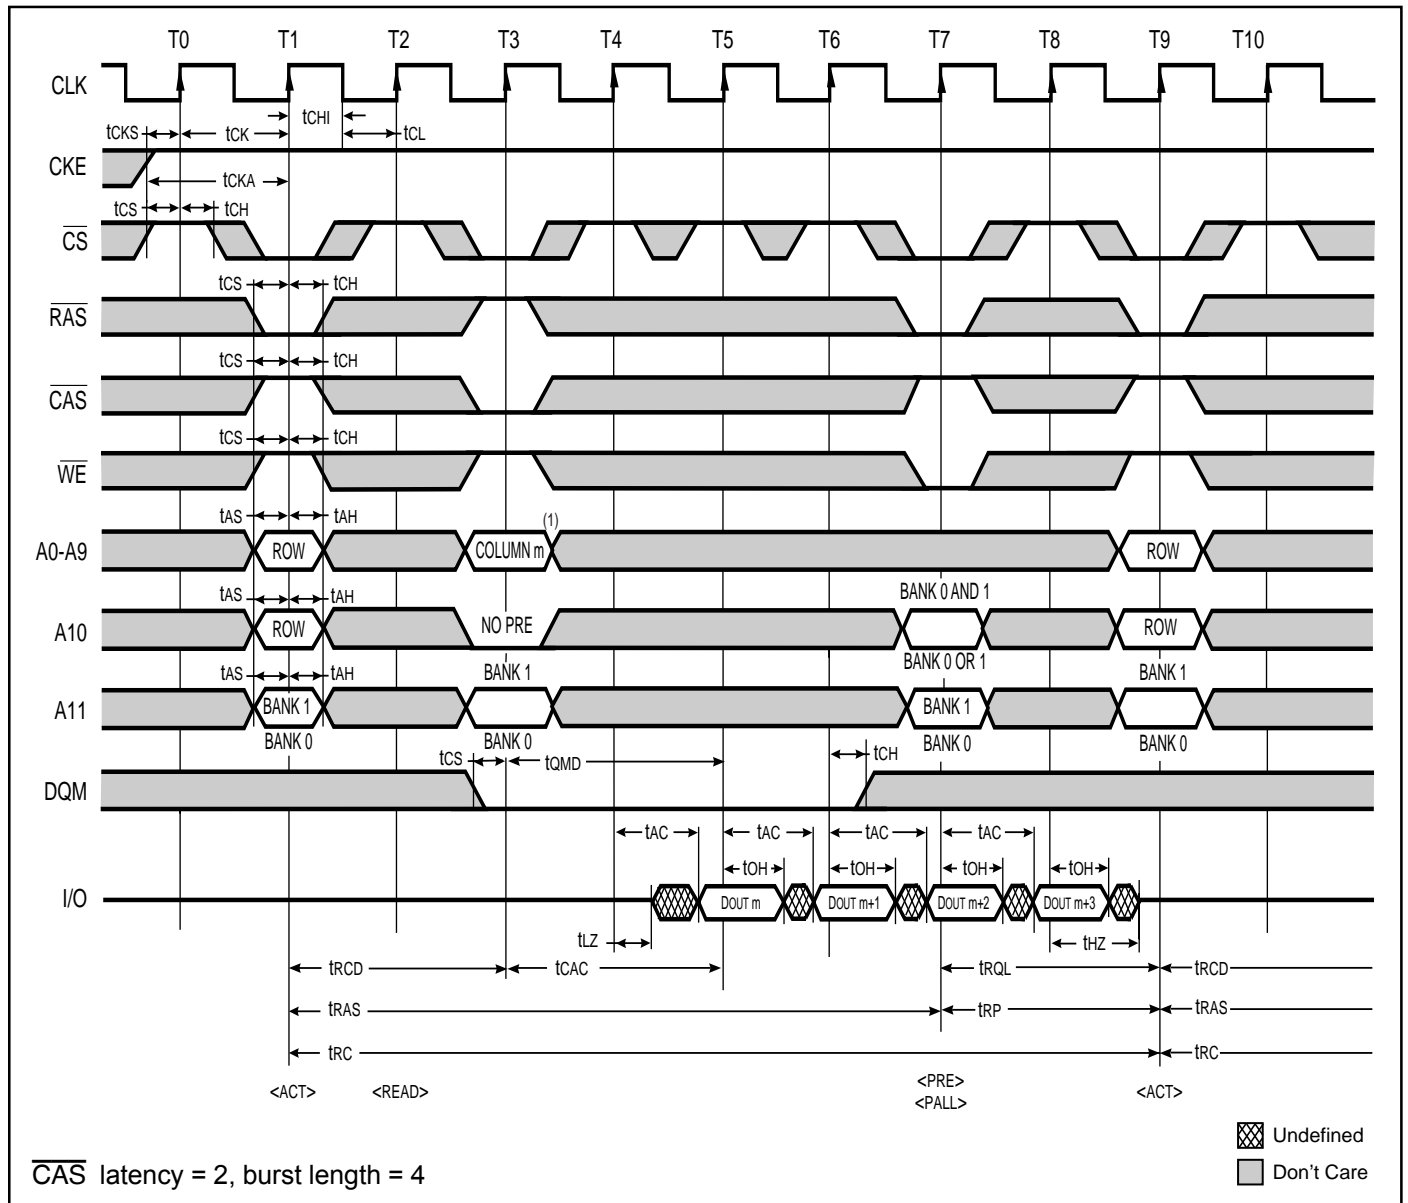 T0 T1 T2 T3 T4 T5 T6 T7 T8 T9 T10
CLK
tCHI
tCKS tCK tCL
CKE
tCKA
tCS tCH
CS
tCS tCH
RAS
tCS tCH
CAS
tCS tCH
WE
tAS tAH (1)
A0-A9 ROW COLUMN m ROW
tAS tAH BANK 0 AND 1
A10 ROW NO PRE ROW
BANK 0 OR 1
tAS tAH BANK 1 BANK 1
A11 BANK 1 BANK 1
BANK 0 BANK 0 BANK 0 BANK 0
tCS tQMD tCH
DQM
tAC tAC tAC tAC
tOH tOH tOH tOH
I/O DOUT m DOUT m+1 DOUT m+2 DOUT m+3
tLZ tHZ
tRCD tCAC tRQL tRCD
tRAS tRP tRAS
tRC tRC
<ACT> <READ> <PRE> <ACT>
<PALL>
Undefined
CAS latency = 2, burst length = 4 Don't Care